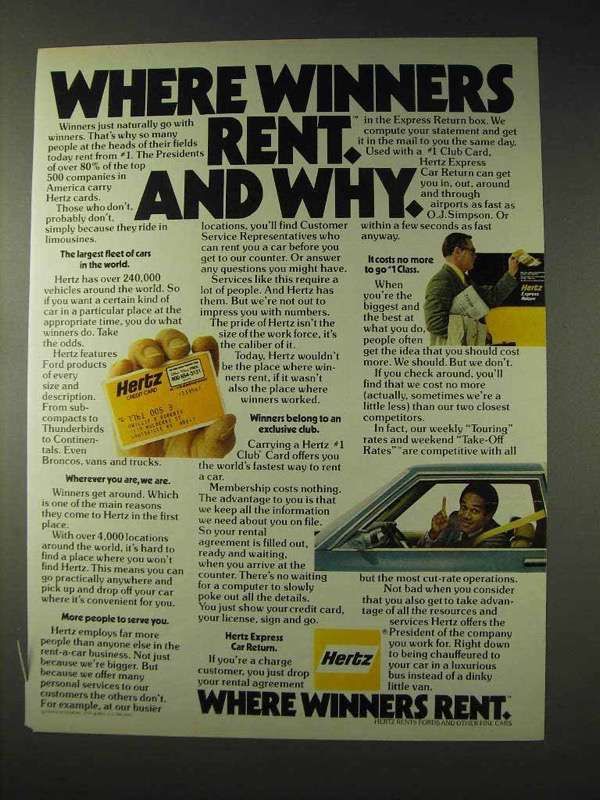 WHERE WINNERS
RENT.™
AND WHY.
Winners just naturally go with
winners. That's why so many
people at the heads of their fields
today rent from #1. The Presidents
of over 80% of the top
500 companies in
America carry
Hertz cards.
Those who don't,
probably don't,
simply because they ride in
limousines.
The largest fleet of cars
in the world.
Hertz has over 240,000
vehicles around the world. So
if you want a certain kind of
car in a particular place at the
appropriate time, you do what
winners do. Take
the odds.
Hertz features
Ford products
of every
size and
description.
From sub-
compacts to
Thunderbirds
to Continen-
tals. Even
Broncos, vans and trucks.
Wherever you are, we are.
Winners get around. Which
is one of the main reasons
they come to Hertz in the first
place.
With over 4,000 locations
around the world, it's hard to
find a place where you won't
find Hertz. This means you can
go practically anywhere and
pick up and drop off your car
where it's convenient for you.
More people to serve you.
Hertz employs far more
people than anyone else in the
rent-a-car business. Not just
because we're bigger. But
because we offer many
personal services to our
customers the others don't.
For example, at our busier
locations, you'll find Customer
Service Representatives who
can rent you a car before you
get to our counter. Or answer
any questions you might have.
Services like this require a
lot of people. And Hertz has
them. But we're not out to
impress you with numbers.
The pride of Hertz isn't the
size of the work force, it's
the caliber of it.
Today, Hertz wouldn't
be the place where win-
ners rent, if it wasn't
also the place where
winners worked.
Hertz
CREDIT CARD
800-654-3131
Winners belong to an
exclusive club.
Carrying a Hertz #1
Club® Card offers you
the world's fastest way to rent
a car.
Membership costs nothing.
The advantage to you is that
we keep all the information
we need about you on file.
So your rental
agreement is filled out,
ready and waiting,
when you arrive at the
counter. There's no waiting
for a computer to slowly
poke out all the details.
You just show your credit card,
your license, sign and go.
Hertz Express
Car Return.
If you're a charge
customer, you just drop
your rental agreement
in the Express Return box. We
compute your statement and get
it in the mail to you the same day.
Used with a #1 Club Card,
Hertz Express
Car Return can get
you in, out, around
and through
airports as fast as
O.J. Simpson. Or
within a few seconds as fast
anyway.
It costs no more
to go #1 Class.
When
you're the
biggest and
the best at
what you do,
people often
get the idea that you should cost
more. We should. But we don't.
If you check around, you'll
find that we cost no more
(actually, sometimes we're a
little less) than our two closest
competitors.
In fact, our weekly "Touring"
rates and weekend "Take-Off
Rates" are competitive with all
but the most cut-rate operations.
Not bad when you consider
that you also get to take advan-
tage of all the resources and
services Hertz offers the
President of the company
you work for. Right down
to being chauffeured to
your car in a luxurious
bus instead of a dinky
little van.
Hertz
Express
Return
Hertz®
WHERE WINNERS RENT.™
HERTZ RENTS FORDS AND OTHER FINE CARS